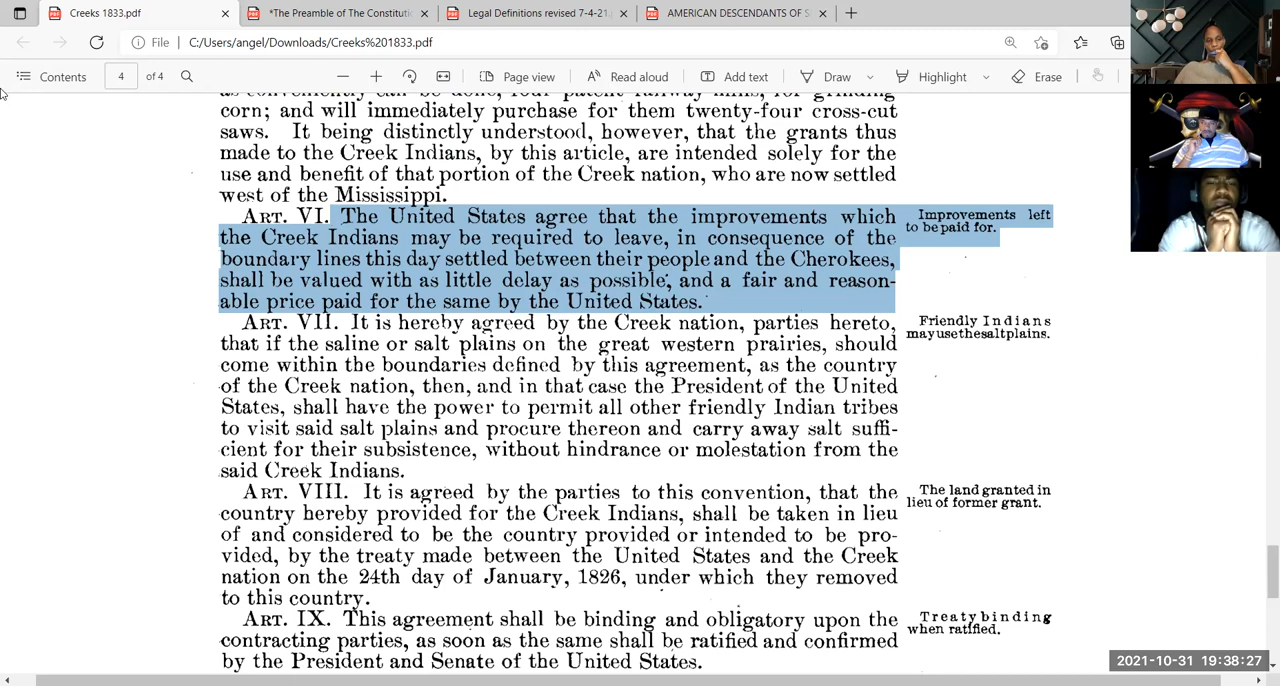 Creeks 1833.pdf
*The Preamble of The Constituti
Legal Definitions revised 7-4-21.
AMERICAN DESCENDANTS OF S
File C:/Users/angel/Downloads/Creeks%201833.pdf
Contents 4 of 4 Page view Read aloud Add text Draw Highlight Erase
as conveniently can be done, four patent railway mills, for grinding
corn; and will immediately purchase for them twenty-four cross-cut
saws. It being distinctly understood, however, that the grants thus
made to the Creek Indians, by this article, are intended solely for the
use and benefit of that portion of the Creek nation, who are now settled
west of the Mississippi.
ART. VI. The United States agree that the improvements which
the Creek Indians may be required to leave, in consequence of the
boundary lines this day settled between their people and the Cherokees,
shall be valued with as little delay as possible, and a fair and reason-
able price paid for the same by the United States.
Improvements left
to be paid for.
ART. VII. It is hereby agreed by the Creek nation, parties hereto,
that if the saline or salt plains on the great western prairies, should
come within the boundaries defined by this agreement, as the country
of the Creek nation, then, and in that case the President of the United
States, shall have the power to permit all other friendly Indian tribes
to visit said salt plains and procure thereon and carry away salt suffi-
cient for their subsistence, without hindrance or molestation from the
said Creek Indians.
Friendly Indians
may use the salt plains.
ART. VIII. It is agreed by the parties to this convention, that the
country hereby provided for the Creek Indians, shall be taken in lieu
of and considered to be the country provided or intended to be pro-
vided, by the treaty made between the United States and the Creek
nation on the 24th day of January, 1826, under which they removed
to this country.
The land granted in
lieu of former grant.
ART. IX. This agreement shall be binding and obligatory upon the
contracting parties, as soon as the same shall be ratified and confirmed
by the President and Senate of the United States.
Treaty binding
when ratified.
2021-10-31 19:38:27